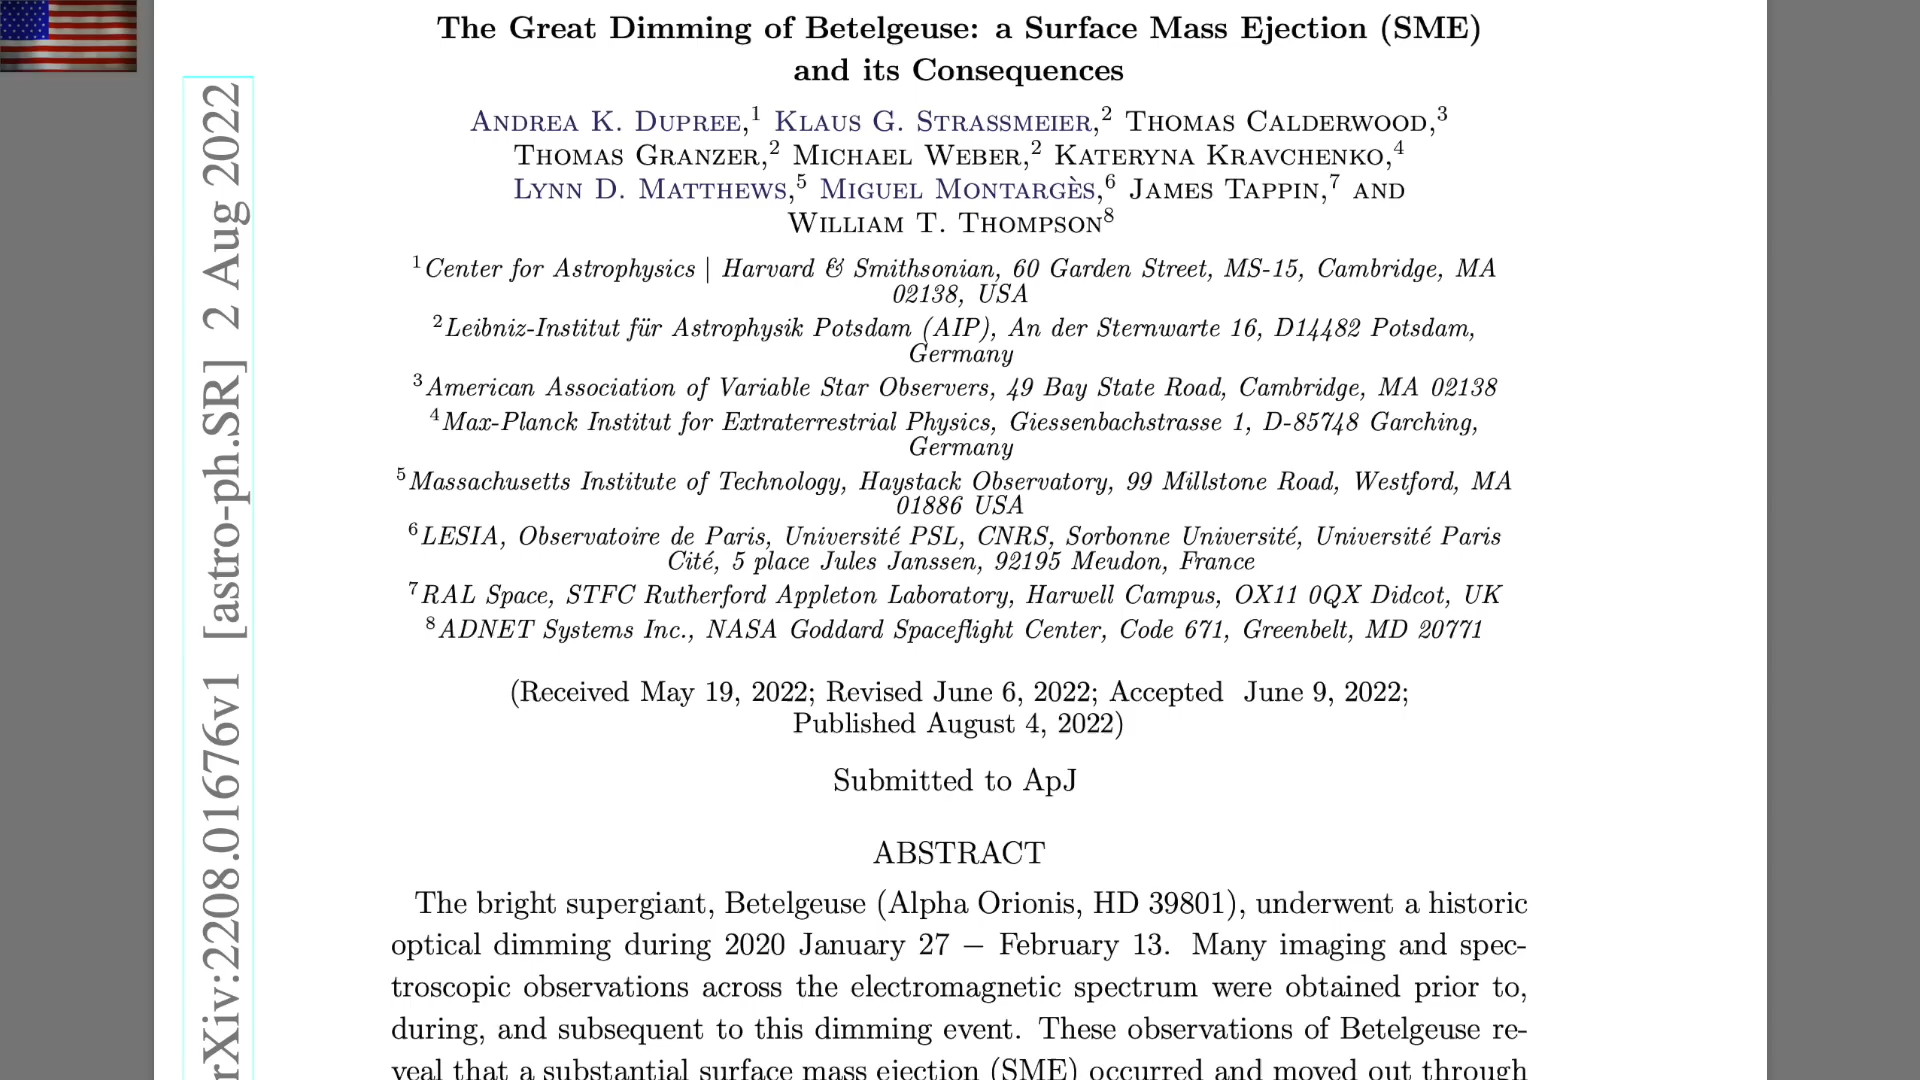 The Great Dimming of Betelgeuse: a Surface Mass Ejection (SME)
and its Consequences
Andrea K. Dupree,1 Klaus G. Strassmeier,2 Thomas Calderwood,3
Thomas Granzer,2 Michael Weber,2 Kateryna Kravchenko,4
Lynn D. Matthews,5 Miguel Montargès,6 James Tappin,7 and
William T. Thompson8
1Center for Astrophysics | Harvard & Smithsonian, 60 Garden Street, MS-15, Cambridge, MA
02138, USA
2Leibniz-Institut für Astrophysik Potsdam (AIP), An der Sternwarte 16, D14482 Potsdam,
Germany
3American Association of Variable Star Observers, 49 Bay State Road, Cambridge, MA 02138
4Max-Planck Institut for Extraterrestrial Physics, Giessenbachstrasse 1, D-85748 Garching,
Germany
5Massachusetts Institute of Technology, Haystack Observatory, 99 Millstone Road, Westford, MA
01886 USA
6LESIA, Observatoire de Paris, Université PSL, CNRS, Sorbonne Université, Université Paris
Cité, 5 place Jules Janssen, 92195 Meudon, France
7RAL Space, STFC Rutherford Appleton Laboratory, Harwell Campus, OX11 0QX Didcot, UK
8ADNET Systems Inc., NASA Goddard Spaceflight Center, Code 671, Greenbelt, MD 20771
(Received May 19, 2022; Revised June 6, 2022; Accepted June 9, 2022;
Published August 4, 2022)
Submitted to ApJ
ABSTRACT
The bright supergiant, Betelgeuse (Alpha Orionis, HD 39801), underwent a historic
optical dimming during 2020 January 27 – February 13. Many imaging and spec-
troscopic observations across the electromagnetic spectrum were obtained prior to,
during, and subsequent to this dimming event. These observations of Betelgeuse re-
veal that a substantial surface mass ejection (SME) occurred and moved out through
rXiv:2208.01676v1 [astro-ph.SR] 2 Aug 2022